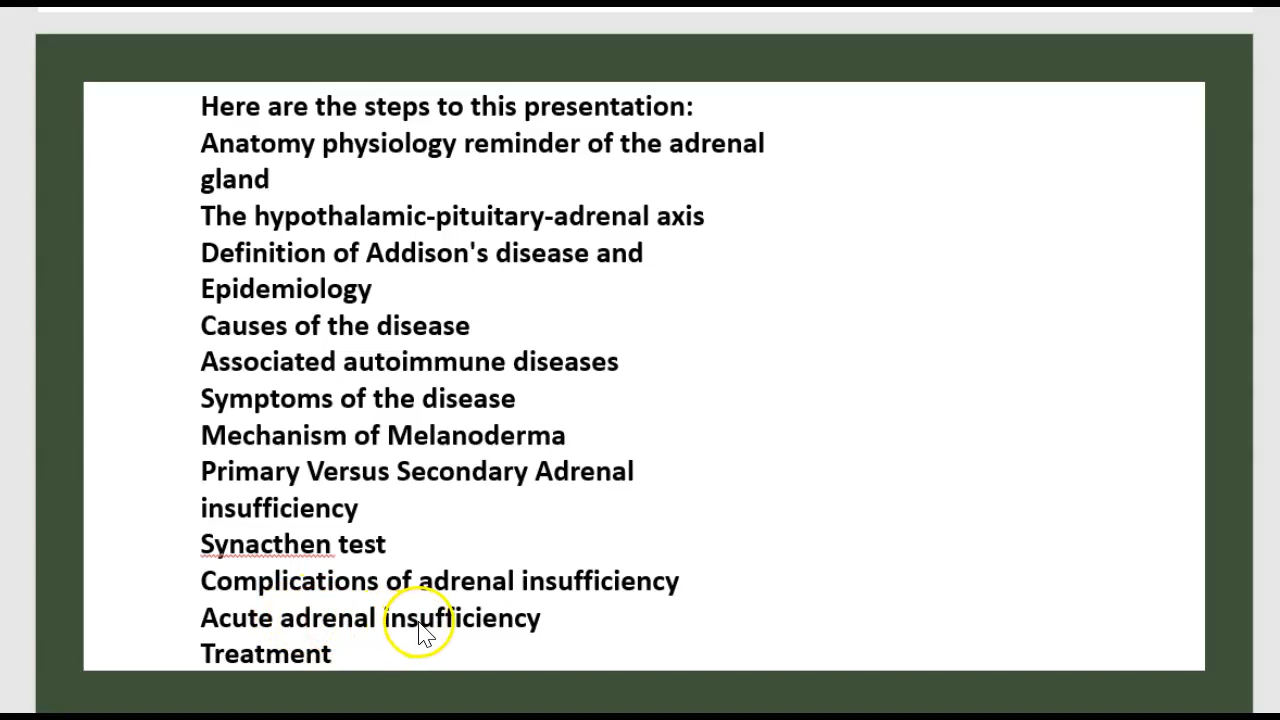 Here are the steps to this presentation:
Anatomy physiology reminder of the adrenal
gland
The hypothalamic-pituitary-adrenal axis
Definition of Addison's disease and
Epidemiology
Causes of the disease
Associated autoimmune diseases
Symptoms of the disease
Mechanism of Melanoderma
Primary Versus Secondary Adrenal
insufficiency
Synacthen test
Complications of adrenal insufficiency
Acute adrenal insufficiency
Treatment